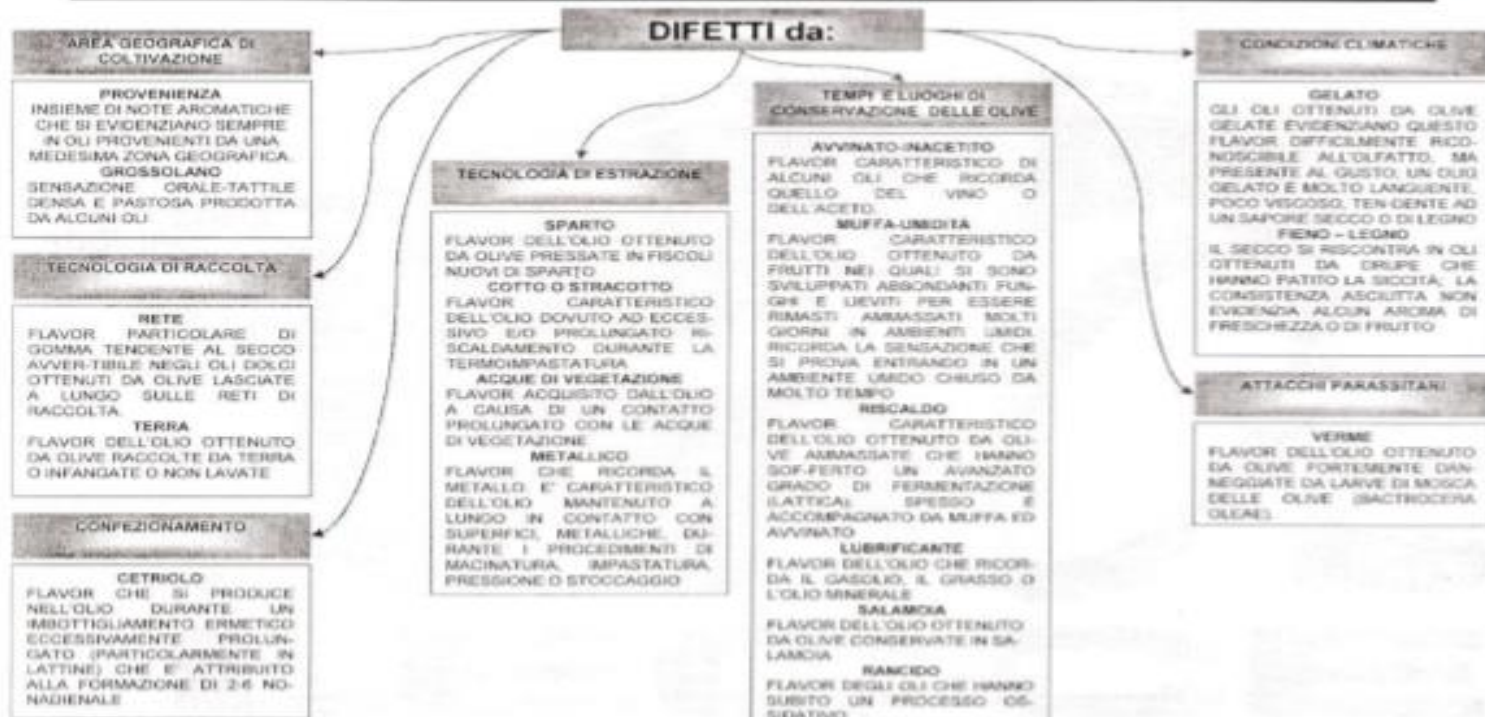 DIFETTI da:
AREA GEOGRAFICA DI
COLTIVAZIONE
PROVENIENZA
INSIEME DI NOTE AROMATICHE
CHE SI EVIDENZIANO SEMPRE
IN OLI PROVENIENTI DA UNA
MEDESIMA ZONA GEOGRAFICA.
GROSSOLANO
SENSAZIONE ORALE-TATTILE
DENSA E PASTOSA PRODOTTA
DA ALCUNI OLI
TECNOLOGIA DI RACCOLTA
RETE
FLAVOR PARTICOLARE DI
GOMMA TENDENTE AL SECCO
AVVER-TIBILE NEGLI OLI DOLCI
OTTENUTI DA OLIVE LASCIATE
A LUNGO SULLE RETI DI
RACCOLTA.
TERRA
FLAVOR DELL'OLIO OTTENUTO
DA OLIVE RACCOLTE DA TERRA
O INFANGATE O NON LAVATE
CONFEZIONAMENTO
CETRIOLO
FLAVOR CHE SI PRODUCE
NELL'OLIO DURANTE UN
IMBOTTIGLIAMENTO ERMETICO
ECCESSIVAMENTE PROLUN-
GATO (PARTICOLARMENTE IN
LATTINE) CHE E' ATTRIBUITO
ALLA FORMAZIONE DI 2-6 NO-
NADIENALE
TECNOLOGIA DI ESTRAZIONE
SPARTO
FLAVOR DELL'OLIO OTTENUTO
DA OLIVE PRESSATE IN FISCOLI
NUOVI DI SPARTO
COTTO O STRACOTTO
FLAVOR CARATTERISTICO
DELL'OLIO DOVUTO AD ECCES-
SIVO E/O PROLUNGATO RI-
SCALDAMENTO DURANTE LA
TERMOIMPASTATURA
ACQUE DI VEGETAZIONE
FLAVOR ACQUISITO DALL'OLIO
A CAUSA DI UN CONTATTO
PROLUNGATO CON LE ACQUE
DI VEGETAZIONE
METALLICO
FLAVOR CHE RICORDA IL
METALLO. E' CARATTERISTICO
DELL'OLIO MANTENUTO A
LUNGO IN CONTATTO CON
SUPERFICI, METALLICHE, DU-
RANTE I PROCEDIMENTI DI
MACINATURA, IMPASTATURA,
PRESSIONE O STOCCAGGIO
TEMPI E LUOGHI DI
CONSERVAZIONE DELLE OLIVE
AVVINATO-INACETITO
FLAVOR CARATTERISTICO DI
ALCUNI OLI CHE RICORDA
QUELLO DEL VINO O
DELL'ACETO.
MUFFA-UMIDITA
FLAVOR CARATTERISTICO
DELL'OLIO OTTENUTO DA
FRUTTI NEI QUALI SI SONO
SVILUPPATI ABBONDANTI FUN-
GHI E LIEVITI PER ESSERE
RIMASTI AMMASSATI MOLTI
GIORNI IN AMBIENTI UMIDI.
RICORDA LA SENSAZIONE CHE
SI PROVA ENTRANDO IN UN
AMBIENTE UMIDO CHIUSO DA
MOLTO TEMPO
RISCALDO
FLAVOR CARATTERISTICO
DELL'OLIO OTTENUTO DA OLI-
VE AMMASSATE CHE HANNO
SOF-FERTO UN AVANZATO
GRADO DI FERMENTAZIONE
(LATTICA), SPESSO È
ACCOMPAGNATO DA MUFFA ED
AVVINATO
LUBRIFICANTE
FLAVOR DELL'OLIO CHE RICOR-
DA IL GASOLIO, IL GRASSO O
L'OLIO MINERALE
SALAMOIA
FLAVOR DELL'OLIO OTTENUTO
DA OLIVE CONSERVATE IN SA-
LAMOIA
RANCIDO
FLAVOR DEGLI OLI CHE HANNO
SUBITO UN PROCESSO OS-
SIDATIVO
CONDIZIONI CLIMATICHE
GELATO
GLI OLI OTTENUTI DA OLIVE
GELATE EVIDENZIANO QUESTO
FLAVOR DIFFICILMENTE RICO-
NOSCIBILE ALL'OLFATTO, MA
PRESENTE AL GUSTO. UN
GELATO È MOLTO LANGUENTE,
POCO VISCOSO, TEN-DENTE AD
UN SAPORE SECCO O DI LEGNO
FIENO – LEGNO
IL SECCO SI RISCONTRA IN OLI
OTTENUTI DA DRUPE CHE
HANNO PATITO LA SICCITÀ; LA
CONSISTENZA ASCIUTTA NON
EVIDENZIA ALCUN AROMA DI
FRESCHEZZA O DI FRUTTO
ATTACCHI PARASSITARI
VERME
FLAVOR DELL'OLIO OTTENUTO
DA OLIVE FORTEMENTE DAN-
NEGGIATE DA LARVE DI MOSCA
DELLE OLIVE (BACTROCERA
OLEAE).